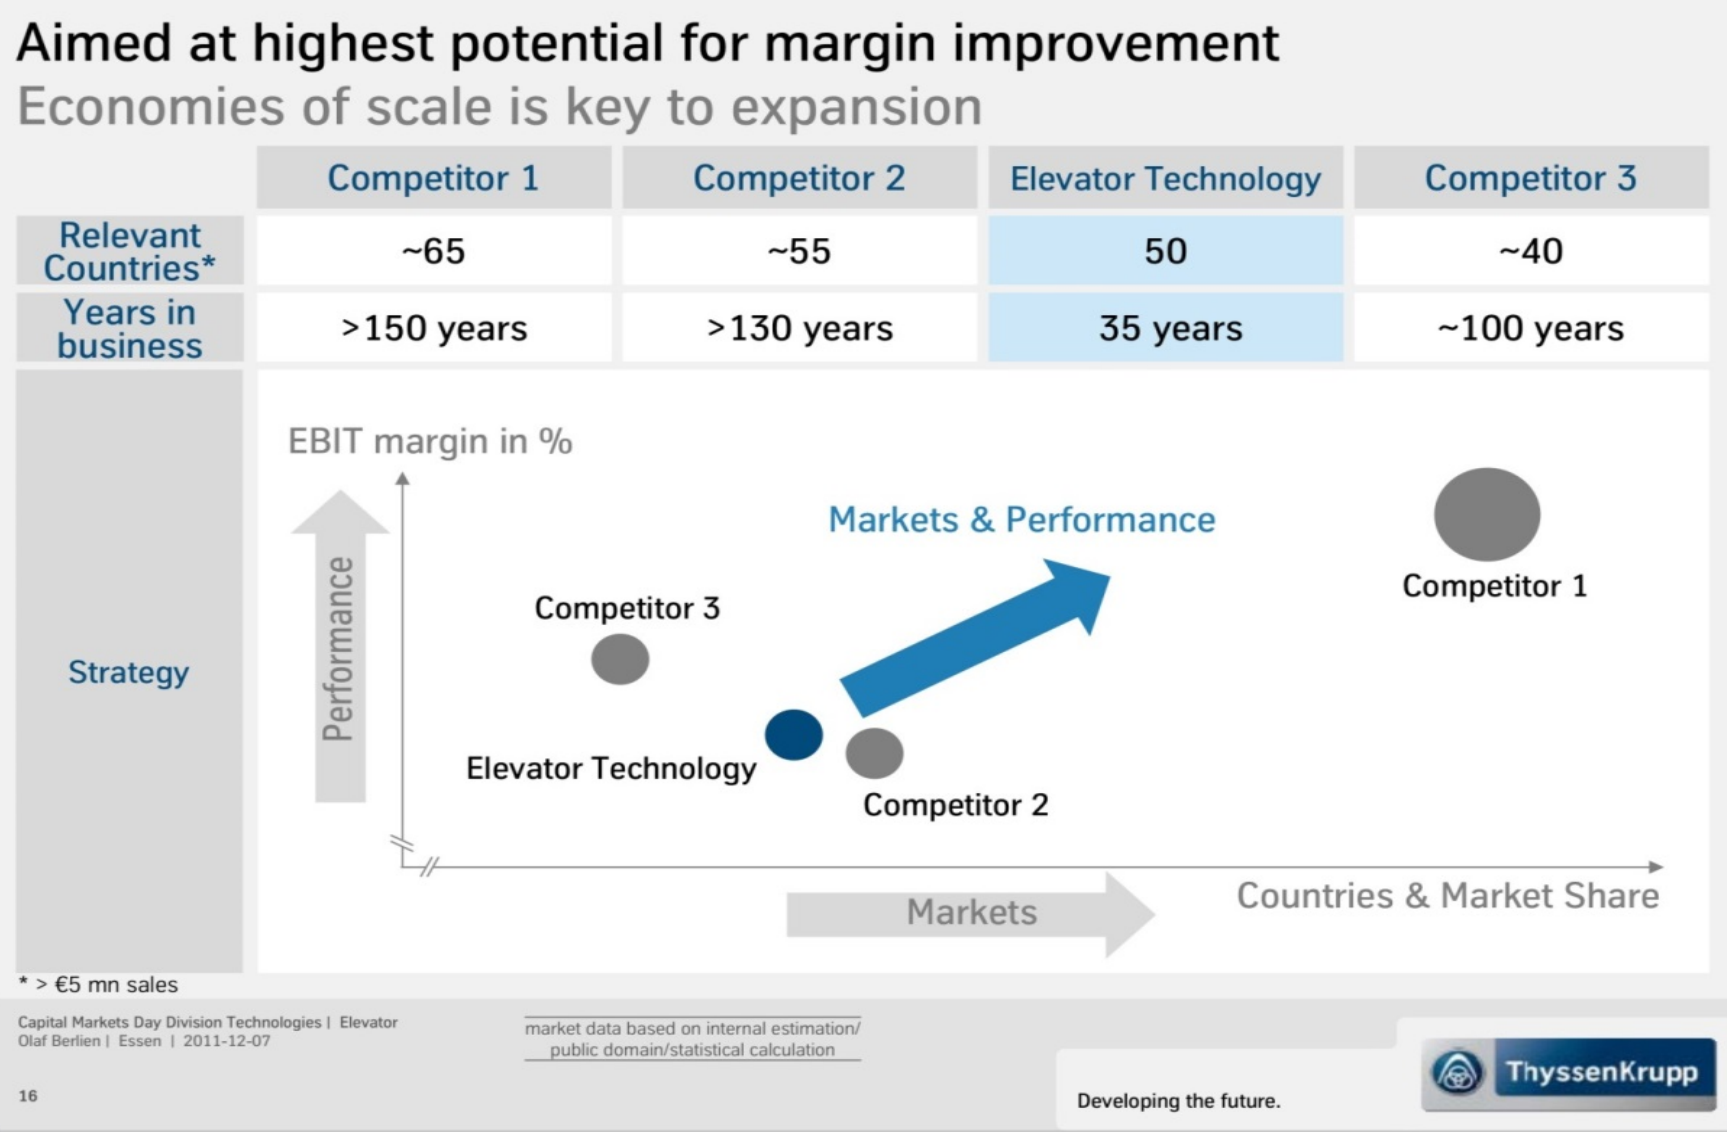 Aimed at highest potential for margin improvement
Economies of scale is key to expansion
Competitor 1
Competitor 2
Elevator Technology
Competitor 3
Relevant
Countries*
~65
~55
50
~40
Years in
business
>150 years
>130 years
35 years
~100 years
Strategy
EBIT margin in %
Performance
Markets & Performance
Competitor 1
Competitor 3
Elevator Technology
Competitor 2
Countries & Market Share
Markets
* > €5 mn sales
Capital Markets Day Division Technologies | Elevator
Olaf Berlien | Essen | 2011-12-07
market data based on internal estimation/
public domain/statistical calculation
16
Developing the future.
ThyssenKrupp